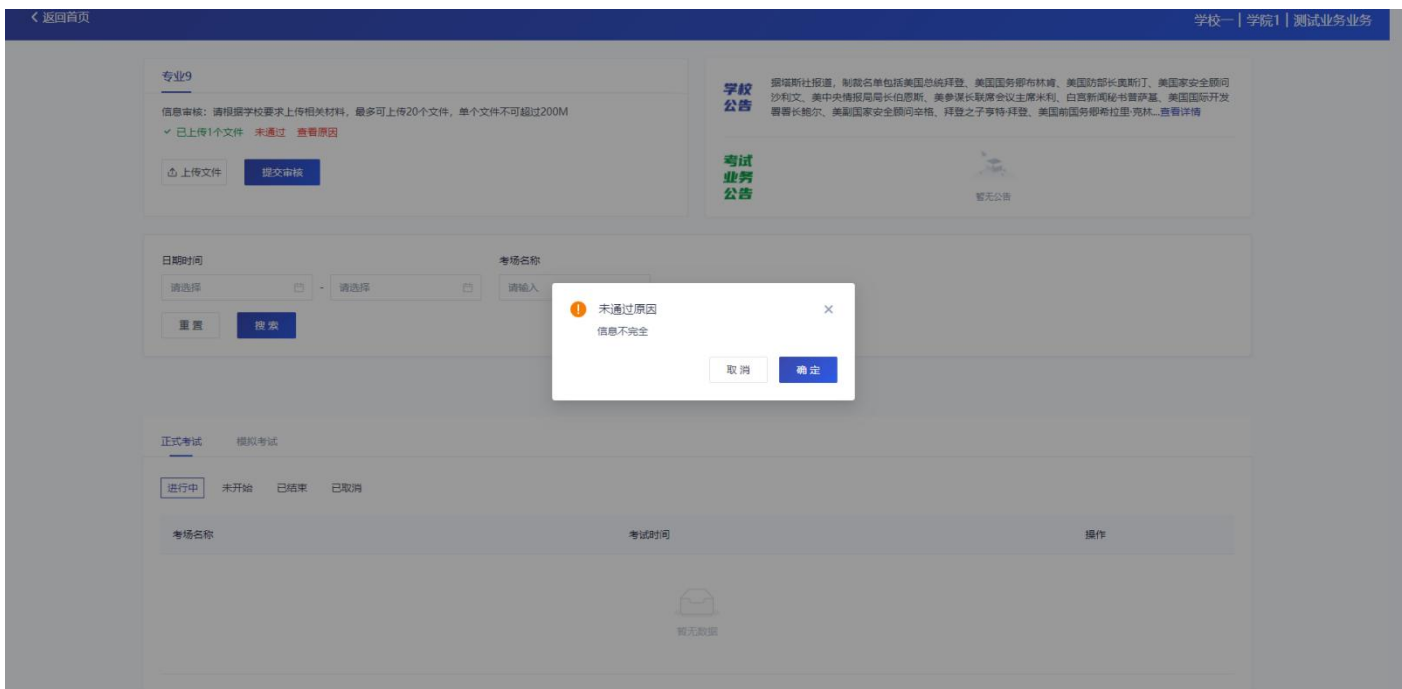 返回首页
学校一 | 学院1 | 测试业务业务
专业9
信息审核：请根据学校要求上传相关材料，最多可上传20个文件，单个文件不可超过200M
已上传1个文件 未通过 查看原因
上传文件
提交审核
学校
公告
据塔斯社报道，制裁名单包括美国总统拜登、美国国务卿布林肯、美国防部长奥斯汀、美国家安全顾问
沙利文、美中央情报局局长伯恩斯、美参谋长联席会议主席米利、白宫新闻秘书普萨基、美国国际开发
署署长鲍尔、美副国家安全顾问辛格、拜登之子亨特·拜登、美国前国务卿希拉里·克林...查看详情
考试
业务
公告
暂无公告
日期时间
考场名称
请选择 - 请选择
请输入
重置
搜索
未通过原因
信息不完全
取消
确定
正式考试 模拟考试
进行中 未开始 已结束 已取消
考场名称 考试时间 操作
暂无数据